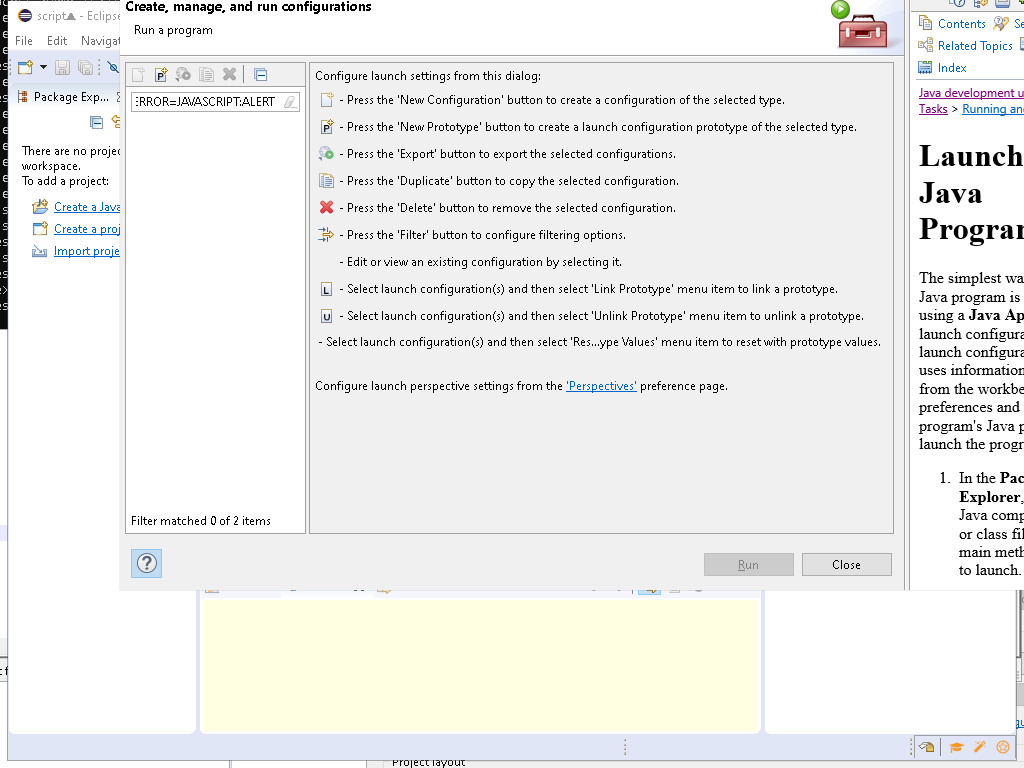 script▲ - Eclipse
File Edit Navigat
Package Exp...
There are no projec
workspace.
To add a project:
Create a Java
Create a proj
Import proje
Create, manage, and run configurations
Run a program
:RROR=JAVASCRIPT:ALERT
Filter matched 0 of 2 items
Configure launch settings from this dialog:
- Press the 'New Configuration' button to create a configuration of the selected type.
- Press the 'New Prototype' button to create a launch configuration prototype of the selected type.
- Press the 'Export' button to export the selected configurations.
- Press the 'Duplicate' button to copy the selected configuration.
- Press the 'Delete' button to remove the selected configuration.
- Press the 'Filter' button to configure filtering options.
- Edit or view an existing configuration by selecting it.
L - Select launch configuration(s) and then select 'Link Prototype' menu item to link a prototype.
U - Select launch configuration(s) and then select 'Unlink Prototype' menu item to unlink a prototype.
- Select launch configuration(s) and then select 'Res...ype Values' menu item to reset with prototype values.
Configure launch perspective settings from the 'Perspectives' preference page.
Run Close
Contents Se
Related Topics
Index
Java development u
Tasks > Running and
Launch
Java
Program
The simplest wa
Java program is
using a Java Ap
launch configura
launch configura
uses information
from the workbe
preferences and
program's Java p
launch the progr
1. In the Pac
Explorer,
Java comp
or class fil
main meth
to launch.
Project layout